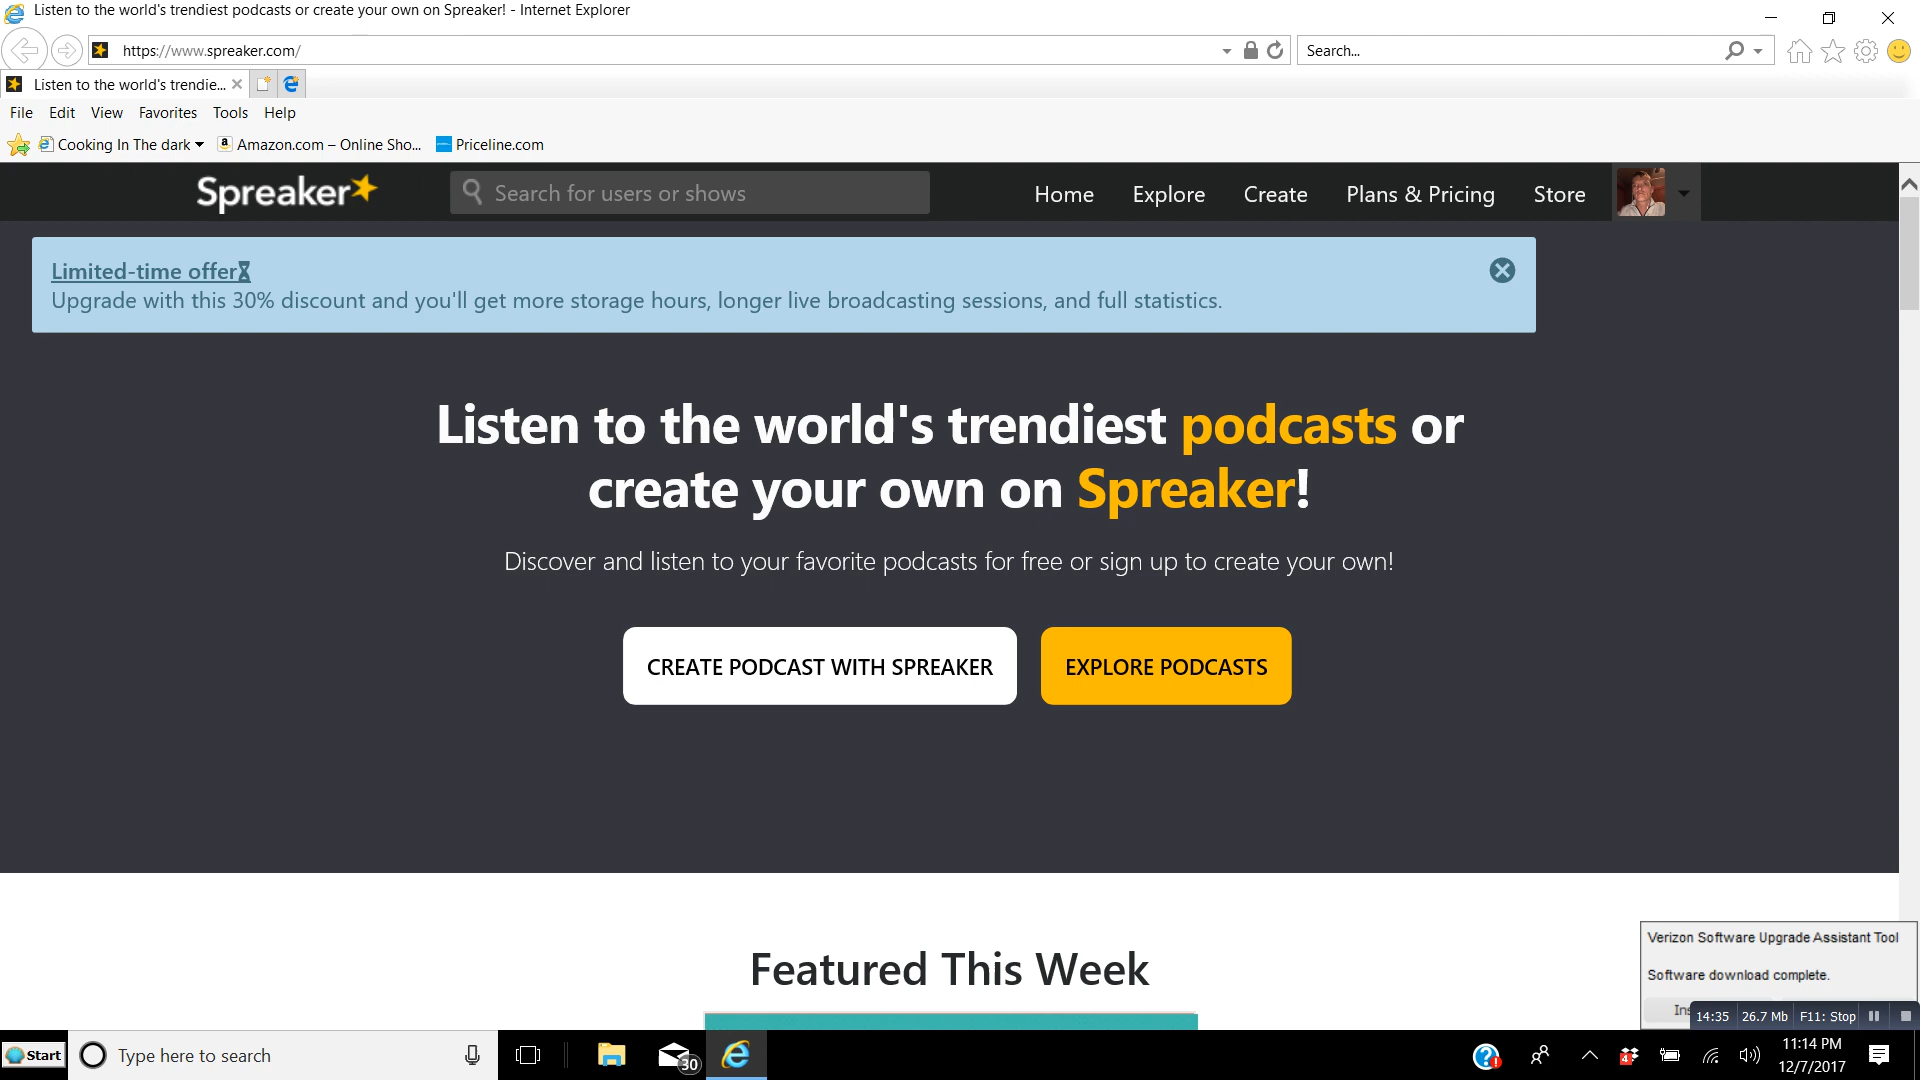 Listen to the world's trendiest podcasts or create your own on Spreaker! - Internet Explorer
https://www.spreaker.com/
Search...
Listen to the world's trendie...
File Edit View Favorites Tools Help
Cooking In The dark
Amazon.com – Online Sho...
Priceline.com
Spreaker
Search for users or shows
Home Explore Create Plans & Pricing Store
Limited-time offer
Upgrade with this 30% discount and you'll get more storage hours, longer live broadcasting sessions, and full statistics.
Listen to the world's trendiest podcasts or
create your own on Spreaker!
Discover and listen to your favorite podcasts for free or sign up to create your own!
CREATE PODCAST WITH SPREAKER
EXPLORE PODCASTS
Featured This Week
Verizon Software Upgrade Assistant Tool
Software download complete.
14:35 26.7 Mb F11: Stop
Start
Type here to search
30
4
11:14 PM
12/7/2017